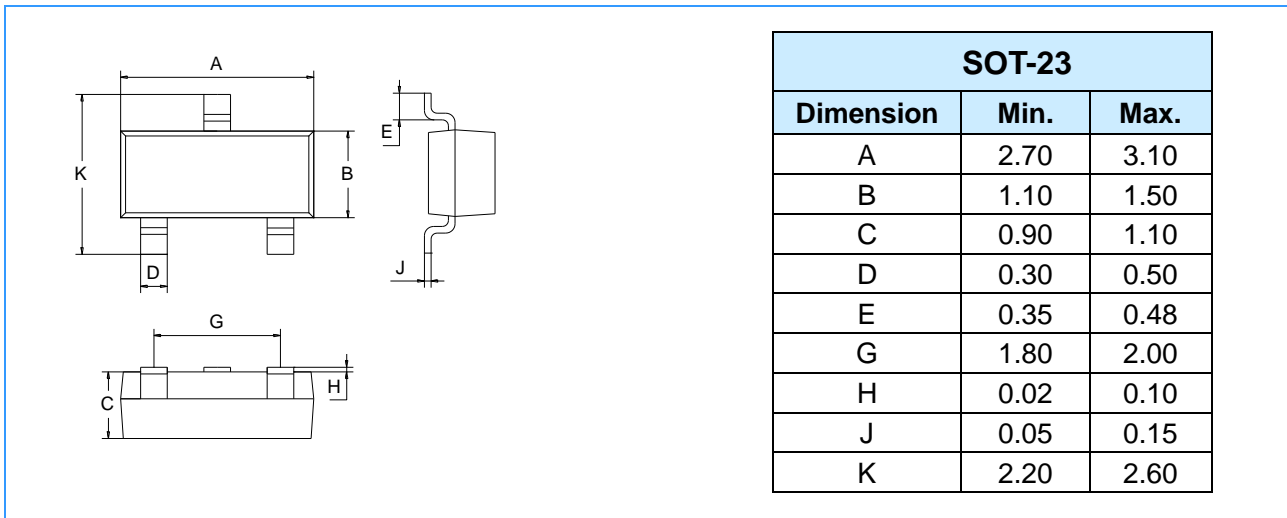 A
E
K
B
D
J
G
H
C
SOT-23
Dimension Min. Max.
A 2.70 3.10
B 1.10 1.50
C 0.90 1.10
D 0.30 0.50
E 0.35 0.48
G 1.80 2.00
H 0.02 0.10
J 0.05 0.15
K 2.20 2.60